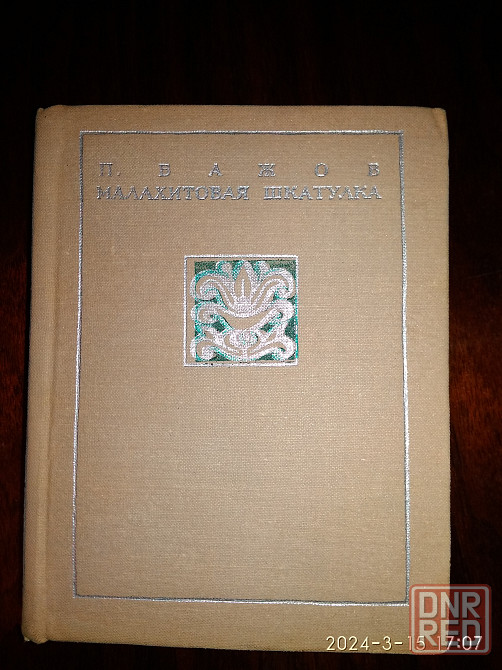 П. БАЖОВ
МАЛАХИТОВАЯ ШКАТУЛКА
2024-3-15 17:07
DNR
RED